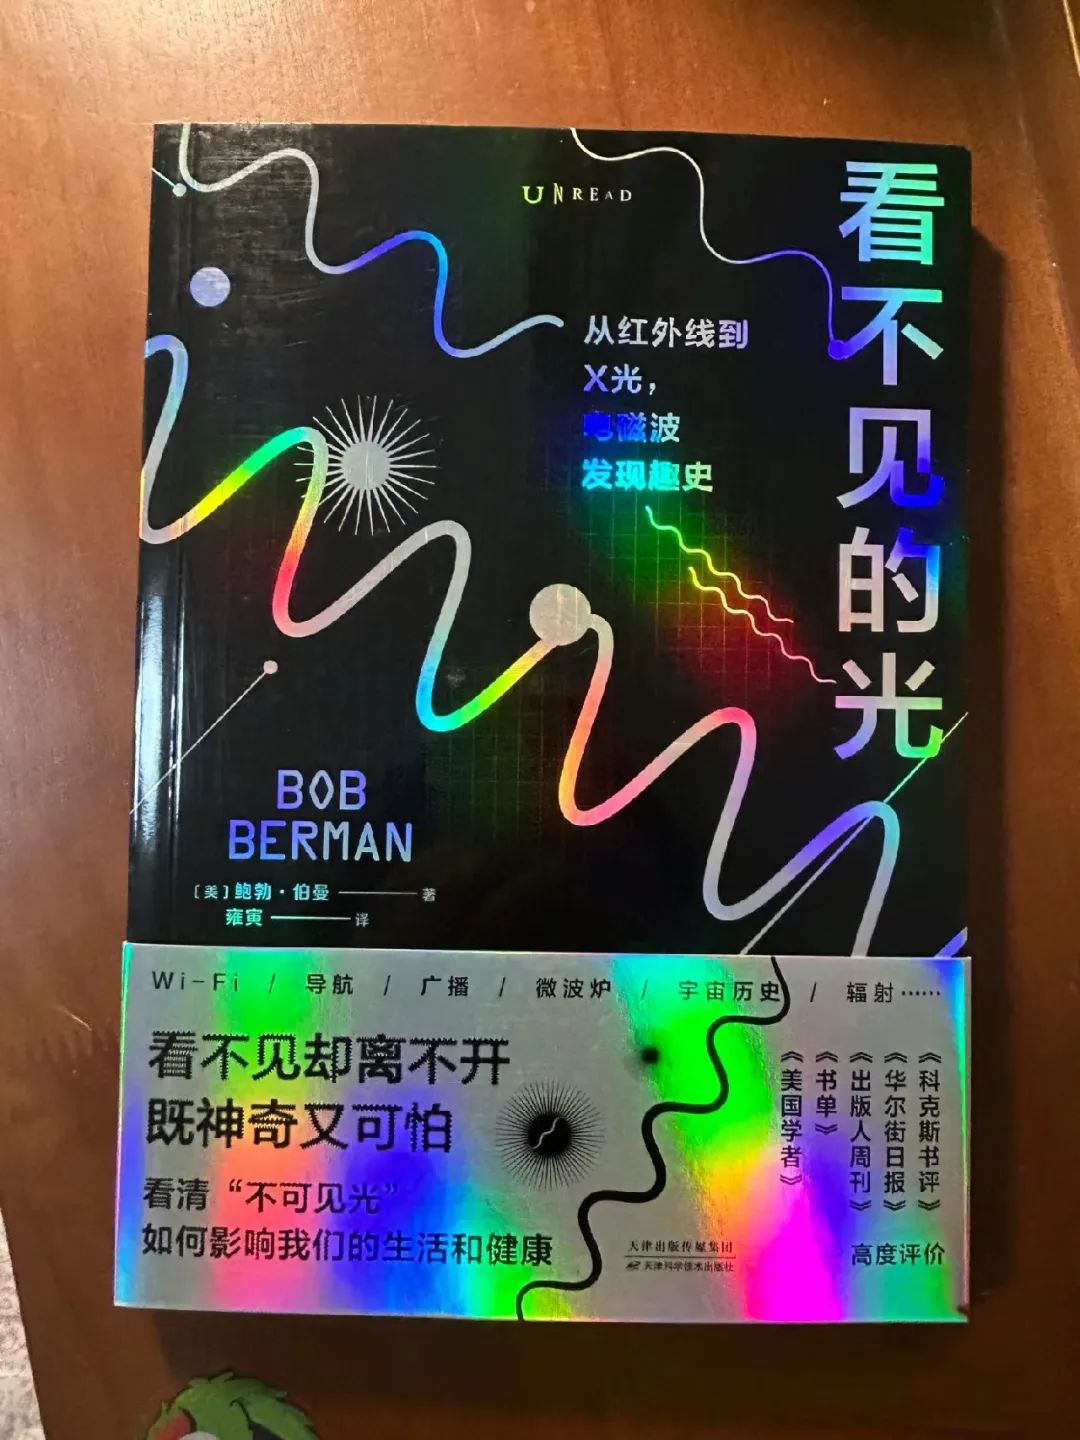 UNREAD
看不见的光
从红外线到
X光，
电磁波
发现趣史
BOB
BERMAN
〔美〕鲍勃·伯曼 著
雍寅 译
Wi-Fi / 导航 / 广播 / 微波炉 / 宇宙历史 / 辐射……
看不见却离不开
既神奇又可怕
看清“不可见光”
如何影响我们的生活和健康
《科克斯书评》
《华尔街日报》
《出版人周刊》
《书单》
《美国学者》
高度评价
天津出版传媒集团
天津科学技术出版社